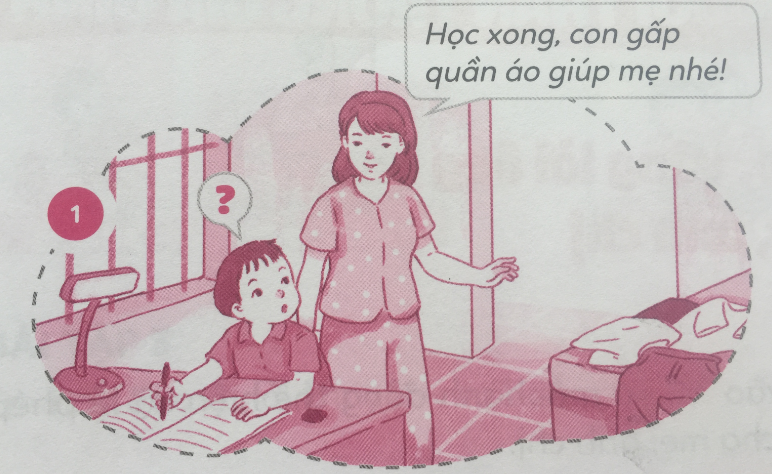 Học xong, con gấp
quần áo giúp mẹ nhé!
1
?